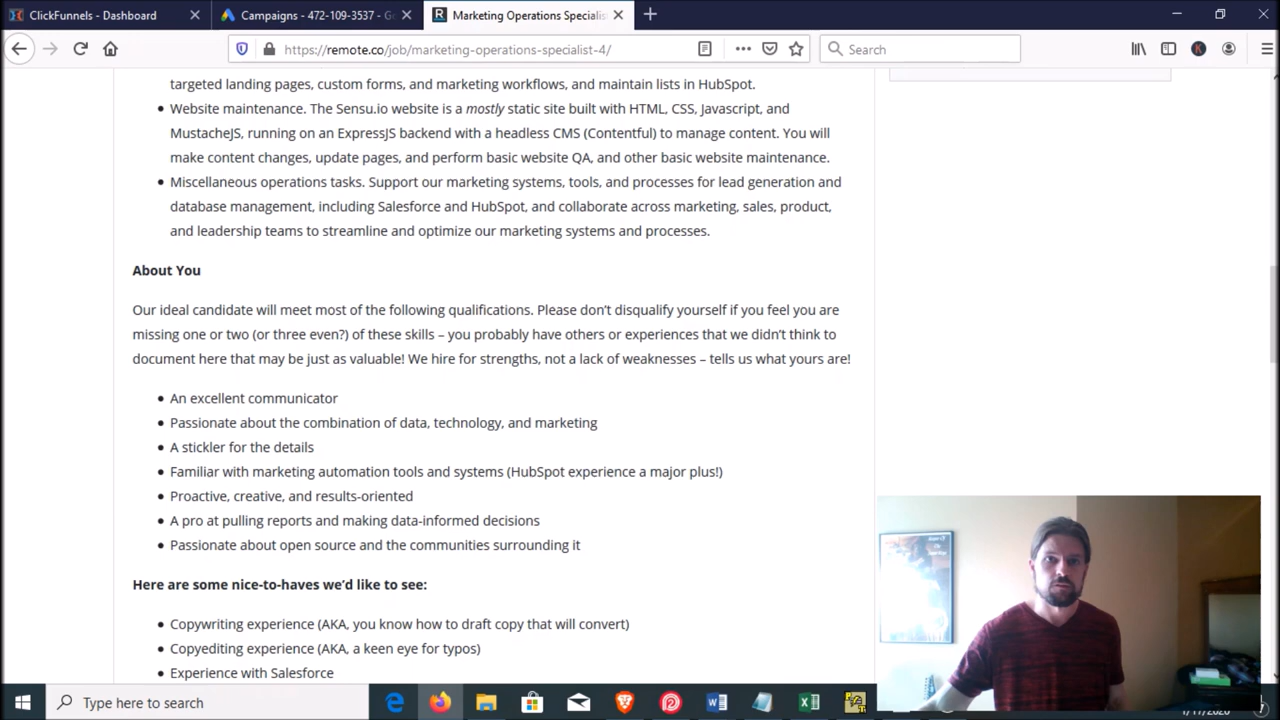 ClickFunnels - Dashboard
Campaigns - 472-109-3537 - G
Marketing Operations Specialis
https://remote.co/job/marketing-operations-specialist-4/
Search
targeted landing pages, custom forms, and marketing workflows, and maintain lists in HubSpot.
• Website maintenance. The Sensu.io website is a mostly static site built with HTML, CSS, Javascript, and
MustacheJS, running on an ExpressJS backend with a headless CMS (Contentful) to manage content. You will
make content changes, update pages, and perform basic website QA, and other basic website maintenance.
• Miscellaneous operations tasks. Support our marketing systems, tools, and processes for lead generation and
database management, including Salesforce and HubSpot, and collaborate across marketing, sales, product,
and leadership teams to streamline and optimize our marketing systems and processes.
About You
Our ideal candidate will meet most of the following qualifications. Please don’t disqualify yourself if you feel you are
missing one or two (or three even?) of these skills – you probably have others or experiences that we didn’t think to
document here that may be just as valuable! We hire for strengths, not a lack of weaknesses – tells us what yours are!
• An excellent communicator
• Passionate about the combination of data, technology, and marketing
• A stickler for the details
• Familiar with marketing automation tools and systems (HubSpot experience a major plus!)
• Proactive, creative, and results-oriented
• A pro at pulling reports and making data-informed decisions
• Passionate about open source and the communities surrounding it
Here are some nice-to-haves we’d like to see:
• Copywriting experience (AKA, you know how to draft copy that will convert)
• Copyediting experience (AKA, a keen eye for typos)
• Experience with Salesforce
Type here to search
1/17/2020